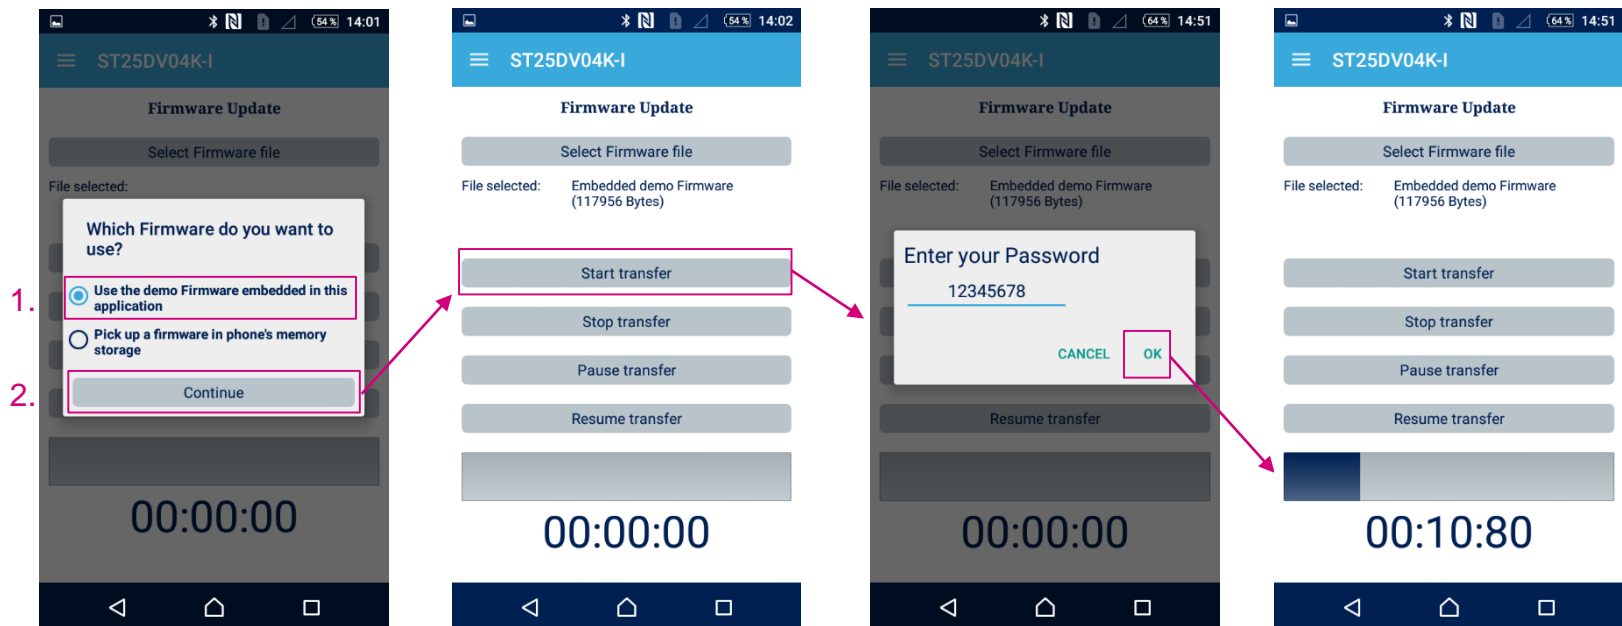 54% 14:01
ST25DV04K-I
Firmware Update
Select Firmware file
File selected:
Which Firmware do you want to
use?
1.
Use the demo Firmware embedded in this
application
Pick up a firmware in phone's memory
storage
2.
Continue
00:00:00
54% 14:02
ST25DV04K-I
Firmware Update
Select Firmware file
File selected: Embedded demo Firmware
(117956 Bytes)
Start transfer
Stop transfer
Pause transfer
Resume transfer
00:00:00
64% 14:51
ST25DV04K-I
Firmware Update
Select Firmware file
File selected: Embedded demo Firmware
(117956 Bytes)
Enter your Password
12345678
CANCEL OK
Resume transfer
00:00:00
64% 14:51
ST25DV04K-I
Firmware Update
Select Firmware file
File selected: Embedded demo Firmware
(117956 Bytes)
Start transfer
Stop transfer
Pause transfer
Resume transfer
00:10:80